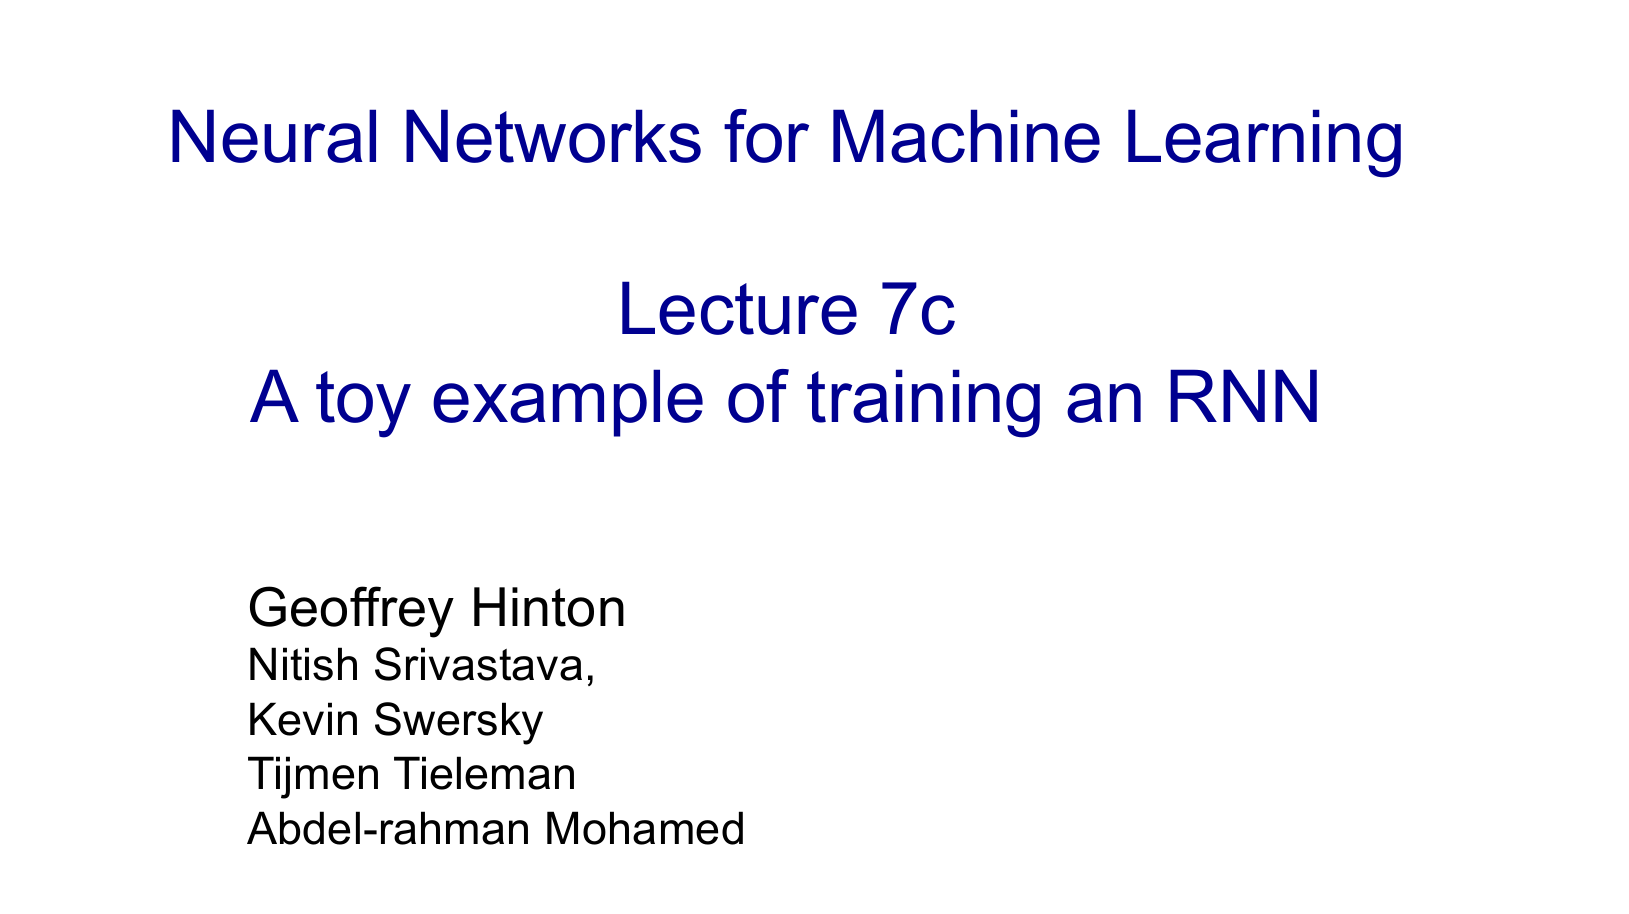 Neural Networks for Machine Learning
Lecture 7c
A toy example of training an RNN
Geoffrey Hinton
Nitish Srivastava,
Kevin Swersky
Tijmen Tieleman
Abdel-rahman Mohamed